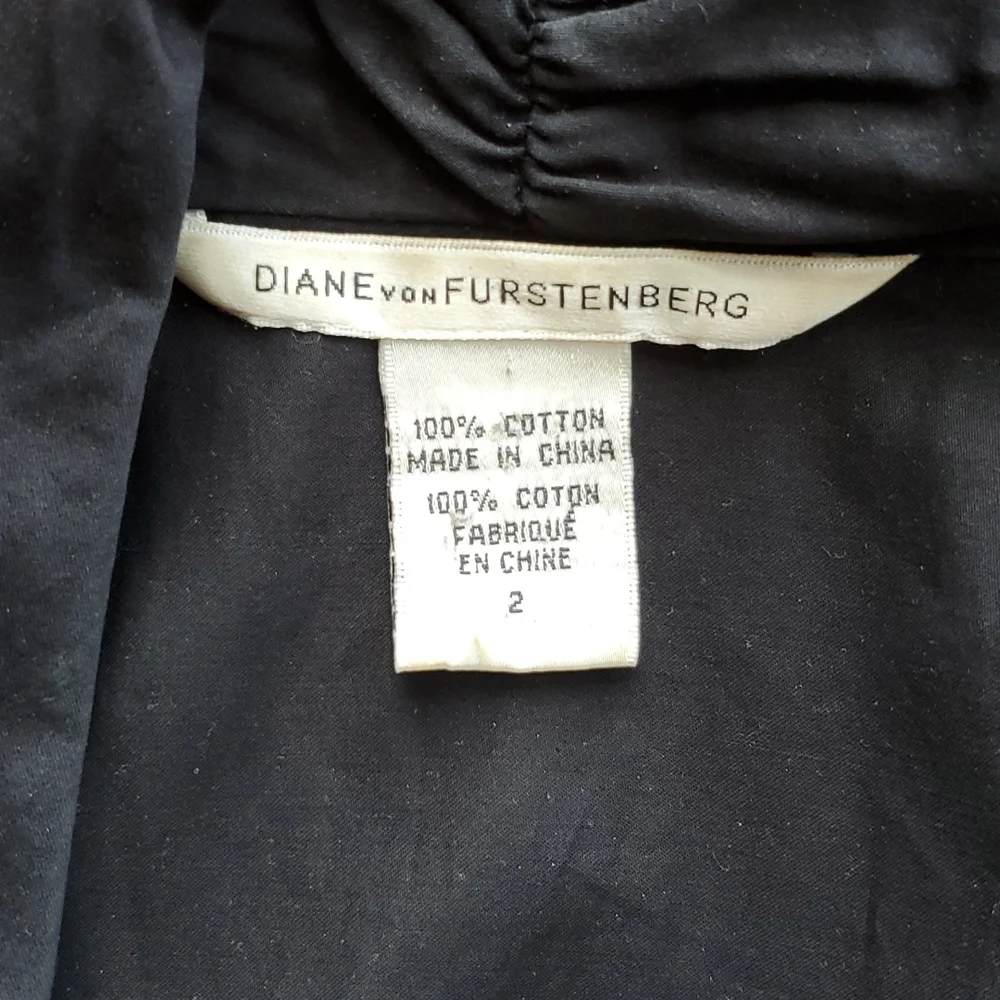 DIANE VON FURSTENBERG
100% COTTON
MADE IN CHINA
100% COTON
FABRIQUÉ
EN CHINE
2